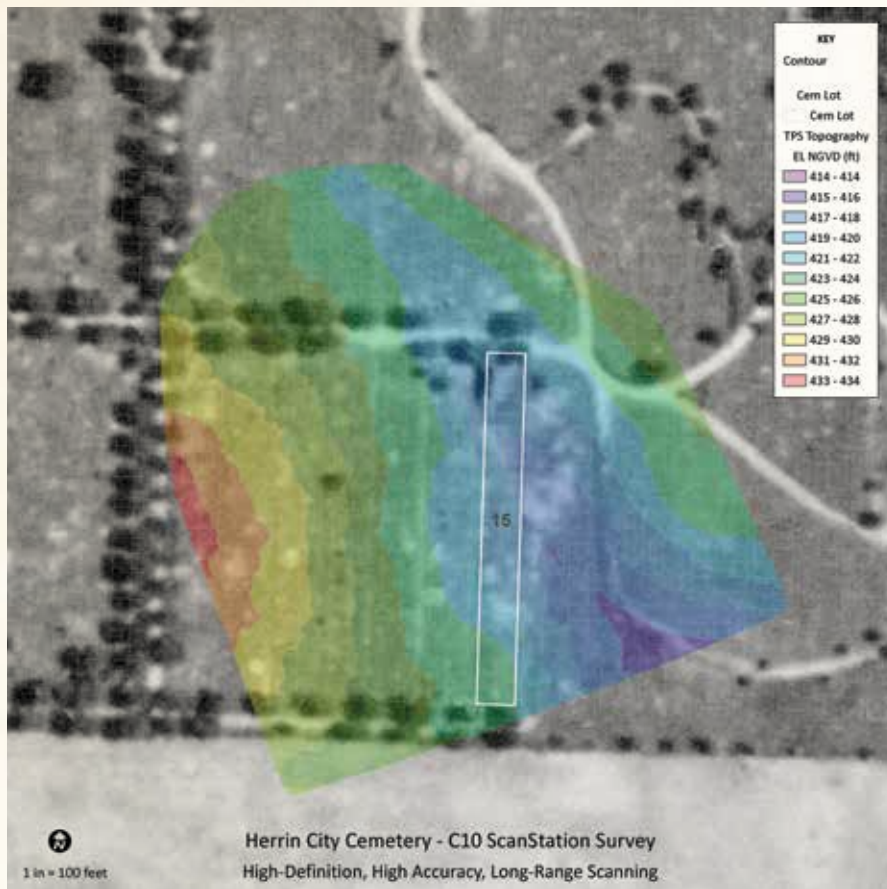 KEY
Contour
Cem Lot
Cem Lot
TPS Topography
EL NGVD (ft)
414 - 414
415 - 416
417 - 418
419 - 420
421 - 422
423 - 424
425 - 426
427 - 428
429 - 430
431 - 432
433 - 434
15
N
1 in = 100 feet
Herrin City Cemetery - C10 ScanStation Survey
High-Definition, High Accuracy, Long-Range Scanning